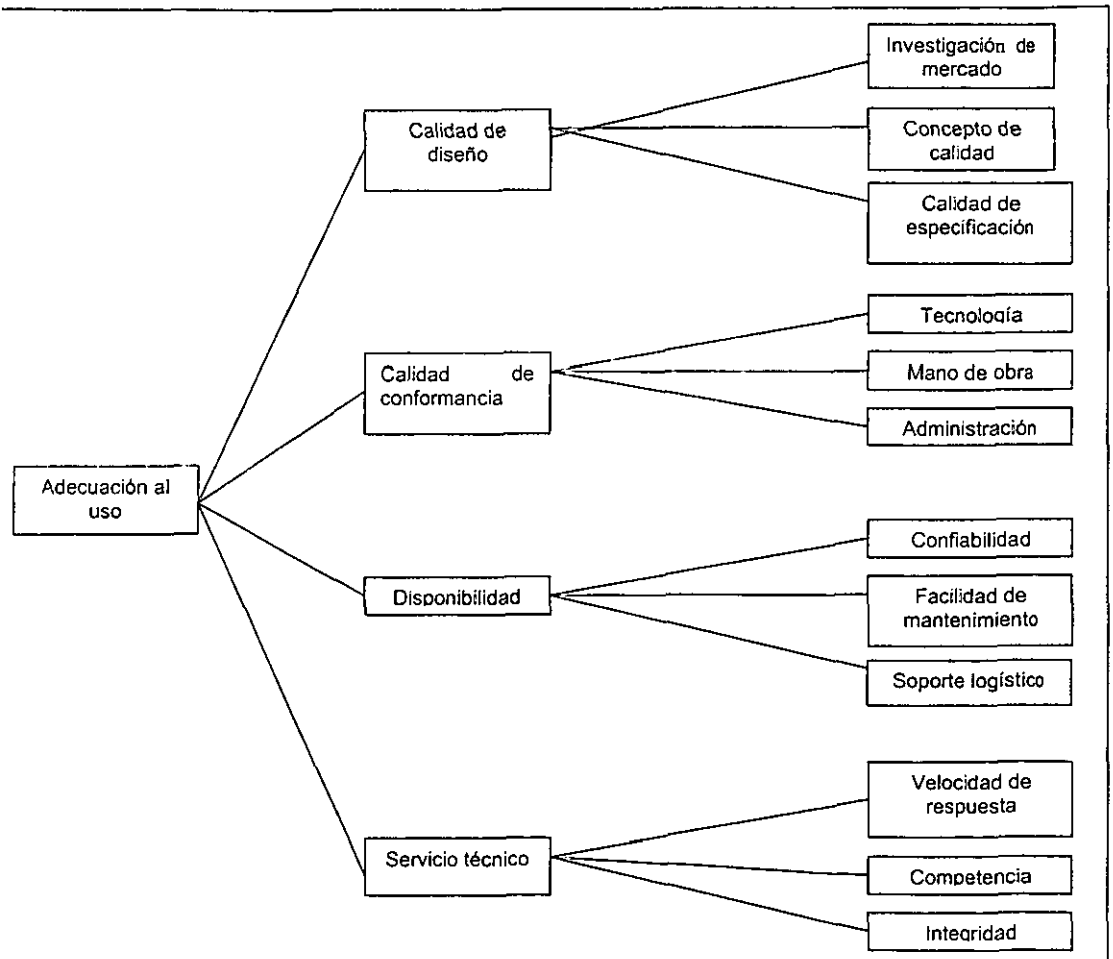 Investigación de
mercado
Calidad de
diseño
Concepto de
calidad
Calidad de
especificación
Tecnología
Calidad de
conformancia
Mano de obra
Administración
Adecuación al
uso
Confiabilidad
Disponibilidad
Facilidad de
mantenimiento
Soporte logístico
Velocidad de
respuesta
Servicio técnico
Competencia
Integridad